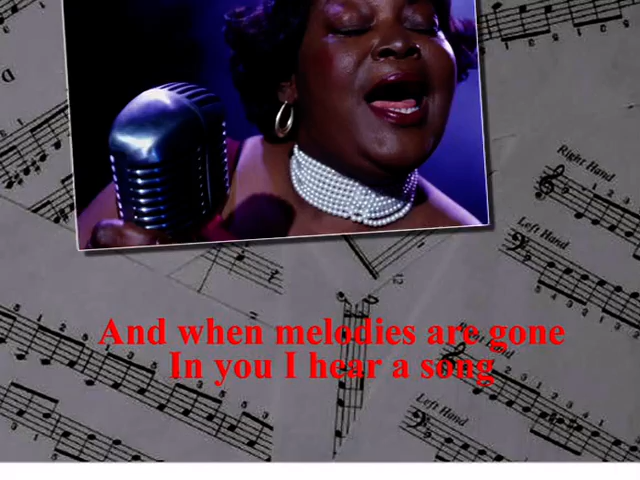 Right Hand
Left Hand
And when melodies are gone
In you I hear a song
Left Hand